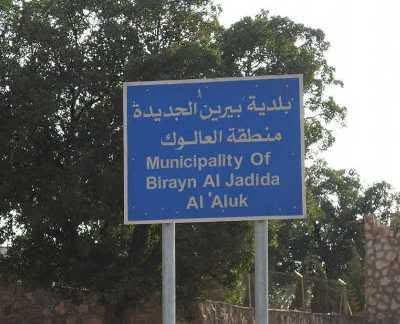 بلدية بيرين الجديدة
منطقة العالوك
Municipality Of
Birayn Al Jadida
Al 'Aluk